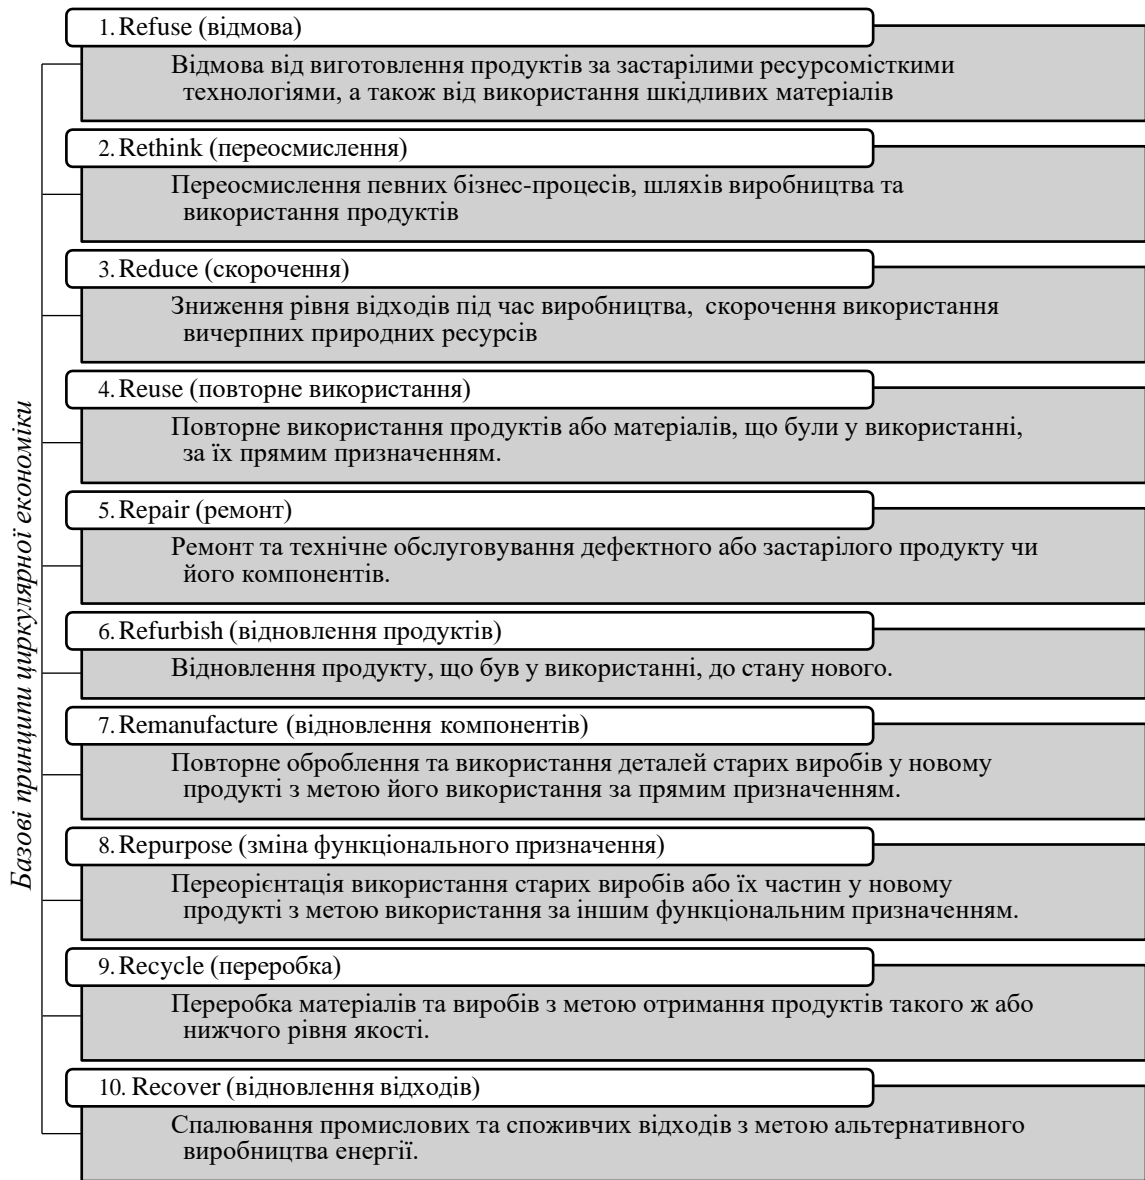 Базові принципи циркулярної економіки
1. Refuse (відмова)
Відмова від виготовлення продуктів за застарілими ресурсомісткими
технологіями, а також від використання шкідливих матеріалів
2. Rethink (переосмислення)
Переосмислення певних бізнес-процесів, шляхів виробництва та
використання продуктів
3. Reduce (скорочення)
Зниження рівня відходів під час виробництва, скорочення використання
вичерпних природних ресурсів
4. Reuse (повторне використання)
Повторне використання продуктів або матеріалів, що були у використанні,
за їх прямим призначенням.
5. Repair (ремонт)
Ремонт та технічне обслуговування дефектного або застарілого продукту чи
його компонентів.
6. Refurbish (відновлення продуктів)
Відновлення продукту, що був у використанні, до стану нового.
7. Remanufacture (відновлення компонентів)
Повторне оброблення та використання деталей старих виробів у новому
продукті з метою його використання за прямим призначенням.
8. Repurpose (зміна функціонального призначення)
Переорієнтація використання старих виробів або їх частин у новому
продукті з метою використання за іншим функціональним призначенням.
9. Recycle (переробка)
Переробка матеріалів та виробів з метою отримання продуктів такого ж або
нижчого рівня якості.
10. Recover (відновлення відходів)
Спалювання промислових та споживчих відходів з метою альтернативного
виробництва енергії.